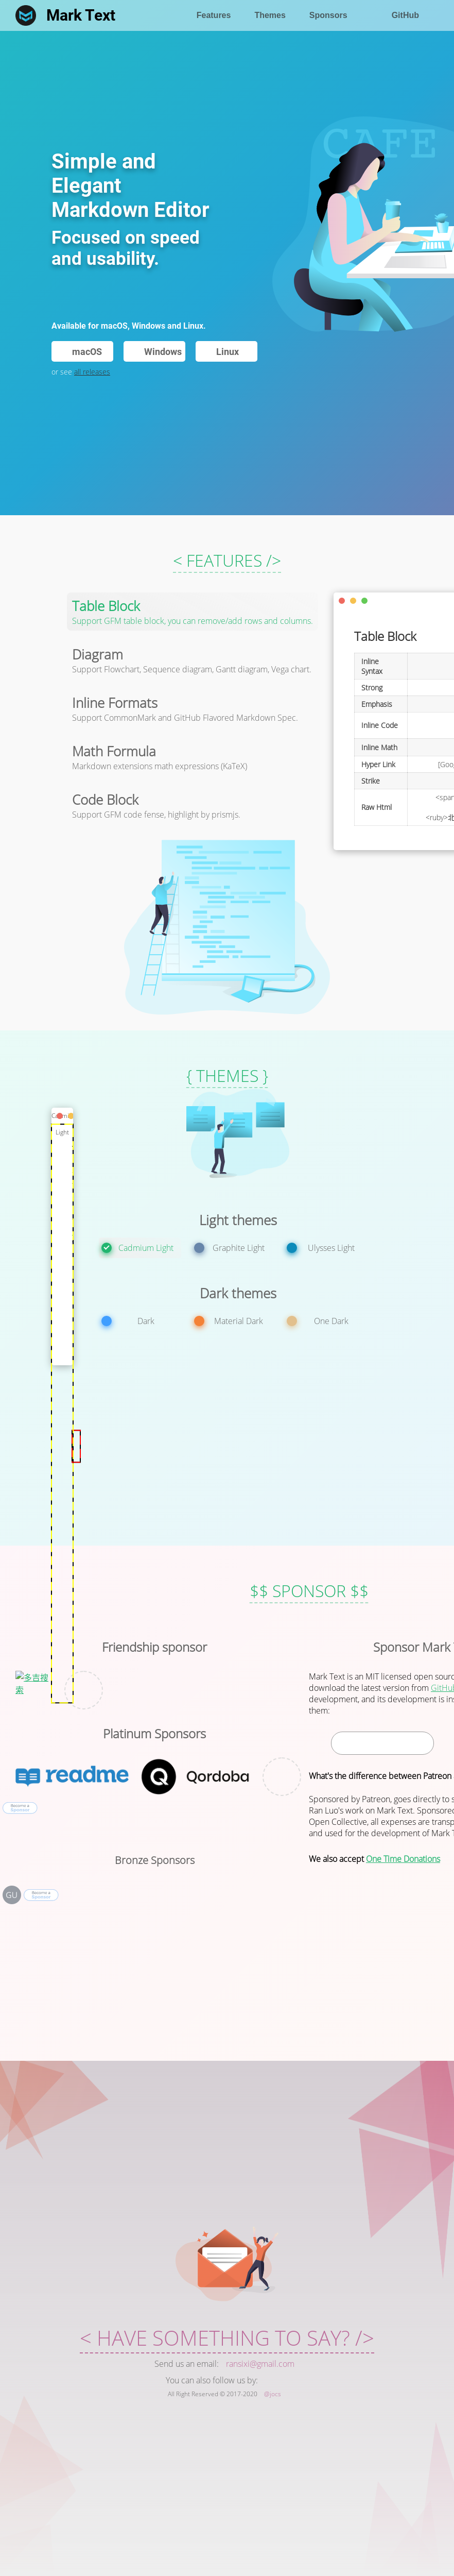 Mark Text
Features
Themes
Sponsors
GitHub
CAFE
Simple and
Elegant
Markdown Editor
Focused on speed
and usability.
Available for macOS, Windows and Linux.
macOS
Windows
Linux
or see all releases
< FEATURES />
Table Block
Support GFM table block, you can remove/add rows and columns.
Diagram
Support Flowchart, Sequence diagram, Gantt diagram, Vega chart.
Inline Formats
Support CommonMark and GitHub Flavored Markdown Spec.
Math Formula
Markdown extensions math expressions (KaTeX)
Code Block
Support GFM code fense, highlight by prismjs.
Table Block
Inline
Syntax
Strong
Emphasis
Inline Code
Inline Math
Hyper Link
[Goo
Strike
Raw Html
<span
<ruby>北
{ THEMES }
Light
Light themes
Cadmium Light
Graphite Light
Ulysses Light
Dark themes
Dark
Material Dark
One Dark
$$ SPONSOR $$
Friendship sponsor
多吉搜
索
Platinum Sponsors
readme
Qordoba
Become a
Sponsor
Bronze Sponsors
GU
Become a
Sponsor
Sponsor Mark
Mark Text is an MIT licensed open sourc
download the latest version from GitHub
development, and its development is ins
them:
What's the difference between Patreon
Sponsored by Patreon, goes directly to s
Ran Luo's work on Mark Text. Sponsored
Open Collective, all expenses are transp
and used for the development of Mark T
We also accept One Time Donations
< HAVE SOMETHING TO SAY? />
Send us an email: ransixi@gmail.com
You can also follow us by:
All Right Reserved © 2017-2020 @jocs